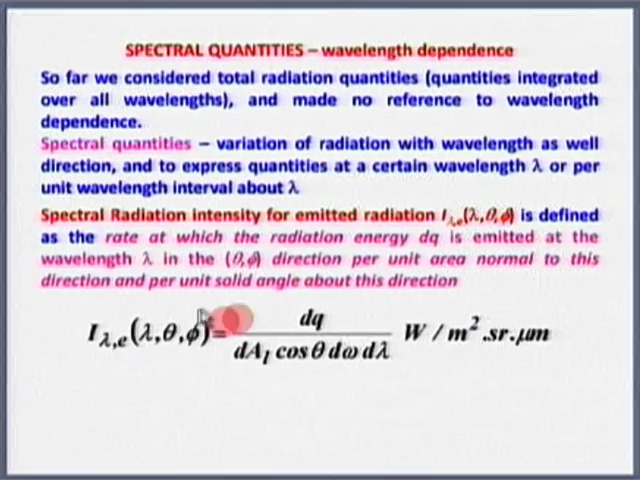 SPECTRAL QUANTITIES – wavelength dependence
So far we considered total radiation quantities (quantities integrated
over all wavelengths), and made no reference to wavelength
dependence.
Spectral quantities – variation of radiation with wavelength as well
direction, and to express quantities at a certain wavelength λ or per
unit wavelength interval about λ
Spectral Radiation intensity for emitted radiation I_{λ,e}(λ,θ,ϕ) is defined
as the rate at which the radiation energy dq is emitted at the
wavelength λ in the (θ,ϕ) direction per unit area normal to this
direction and per unit solid angle about this direction
I_{λ,e}(λ,θ,ϕ) = dq / (dA₁ cosθ dω dλ) W / m².sr.μm